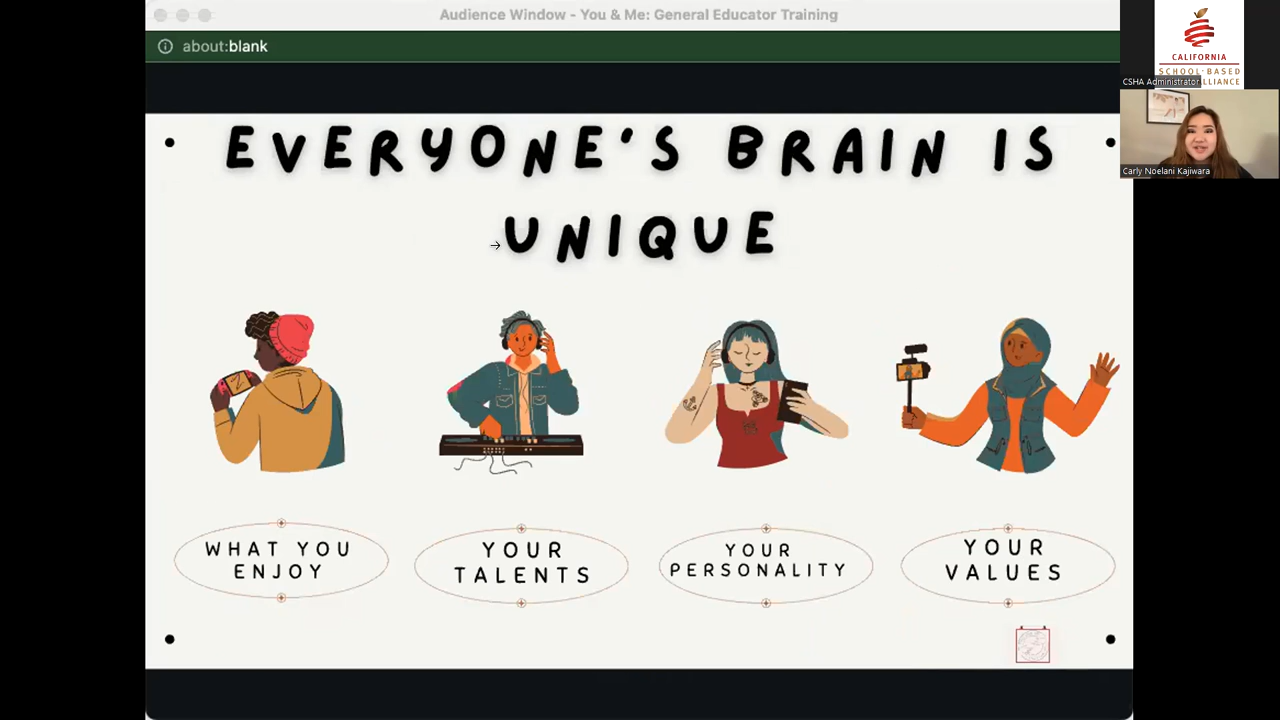 Audience Window - You & Me: General Educator Training
about:blank
EVERYONE'S BRAIN IS
UNIQUE
WHAT YOU
ENJOY
YOUR
TALENTS
YOUR
PERSONALITY
YOUR
VALUES
CALIFORNIA
SCHOOL-BASED
CSHA Administrator
LLIANCE
Carly Noelani Kajiwara